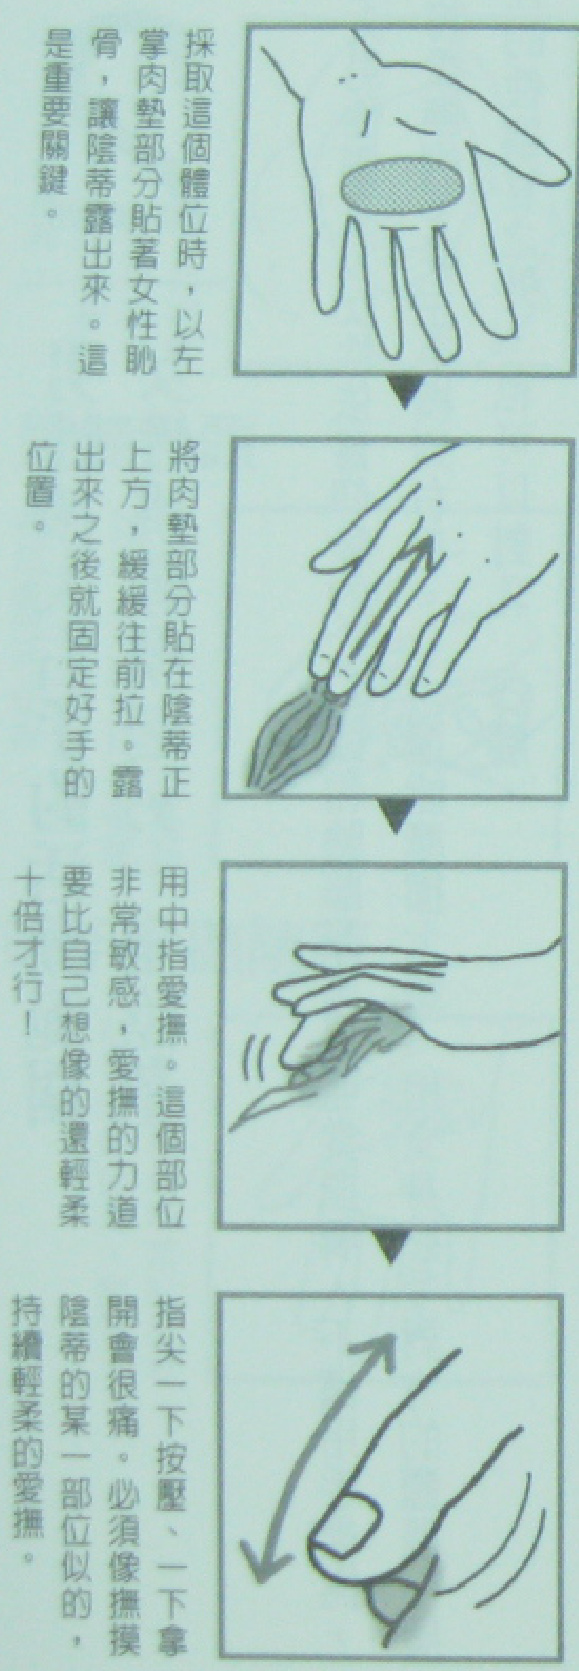 採取這個體位時，以左
掌肉墊部分貼著女性恥
骨，讓陰蒂露出來。這
是重要關鍵。
將肉墊部分貼在陰蒂正
上方，緩緩往前拉。露
出來之後就固定好手的
位置。
用中指愛撫。這個部位
非常敏感，愛撫的力道
要比自己想像的還輕柔
十倍才行！
指尖一下按壓、一下拿
開會很痛。必須像撫摸
陰蒂的某一部位似的，
持續輕柔的愛撫。